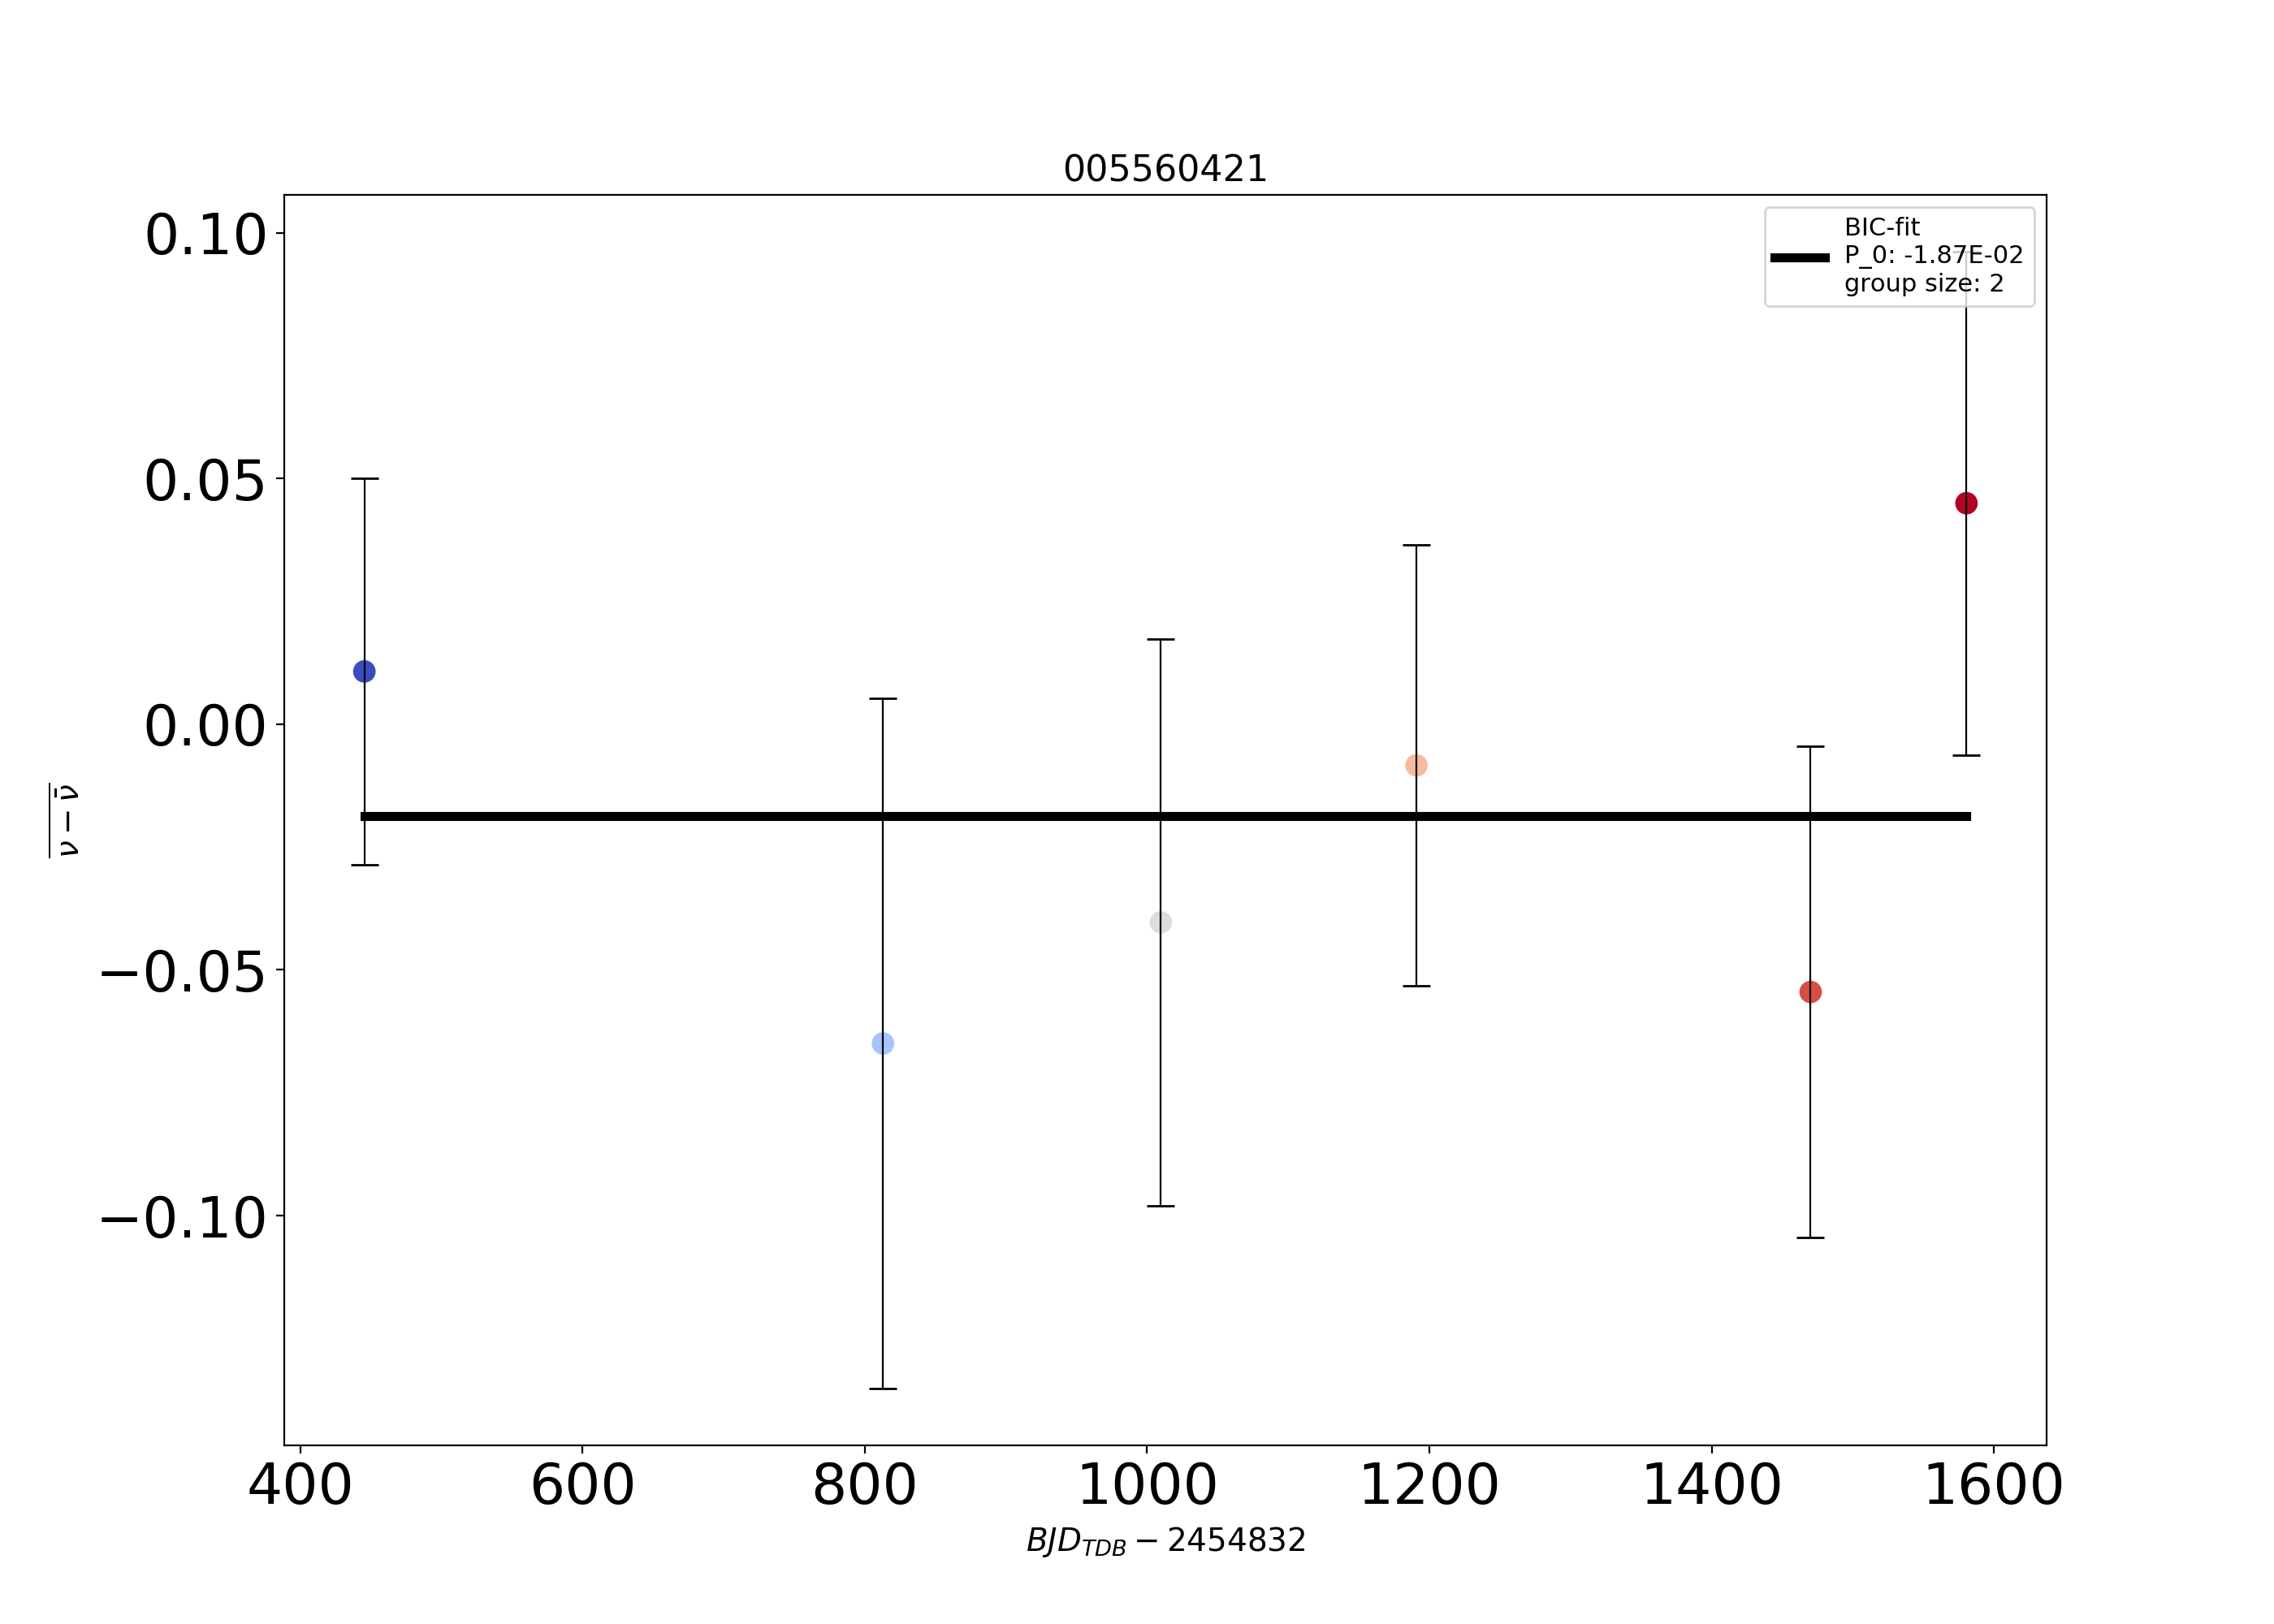 005560421
BIC-fit
P_0: -1.87E-02
group size: 2
0.10
0.05
0.00
−0.05
−0.10
ν − ν̄
400 600 800 1000 1200 1400 1600
BJD_TDB − 2454832